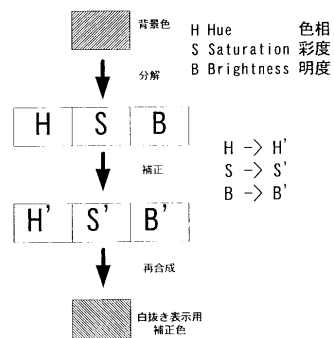 背景色
H Hue 色相
S Saturation 彩度
B Brightness 明度
分解
H S B
補正
H -> H'
S -> S'
B -> B'
H' S' B'
再合成
白抜き表示用
補正色